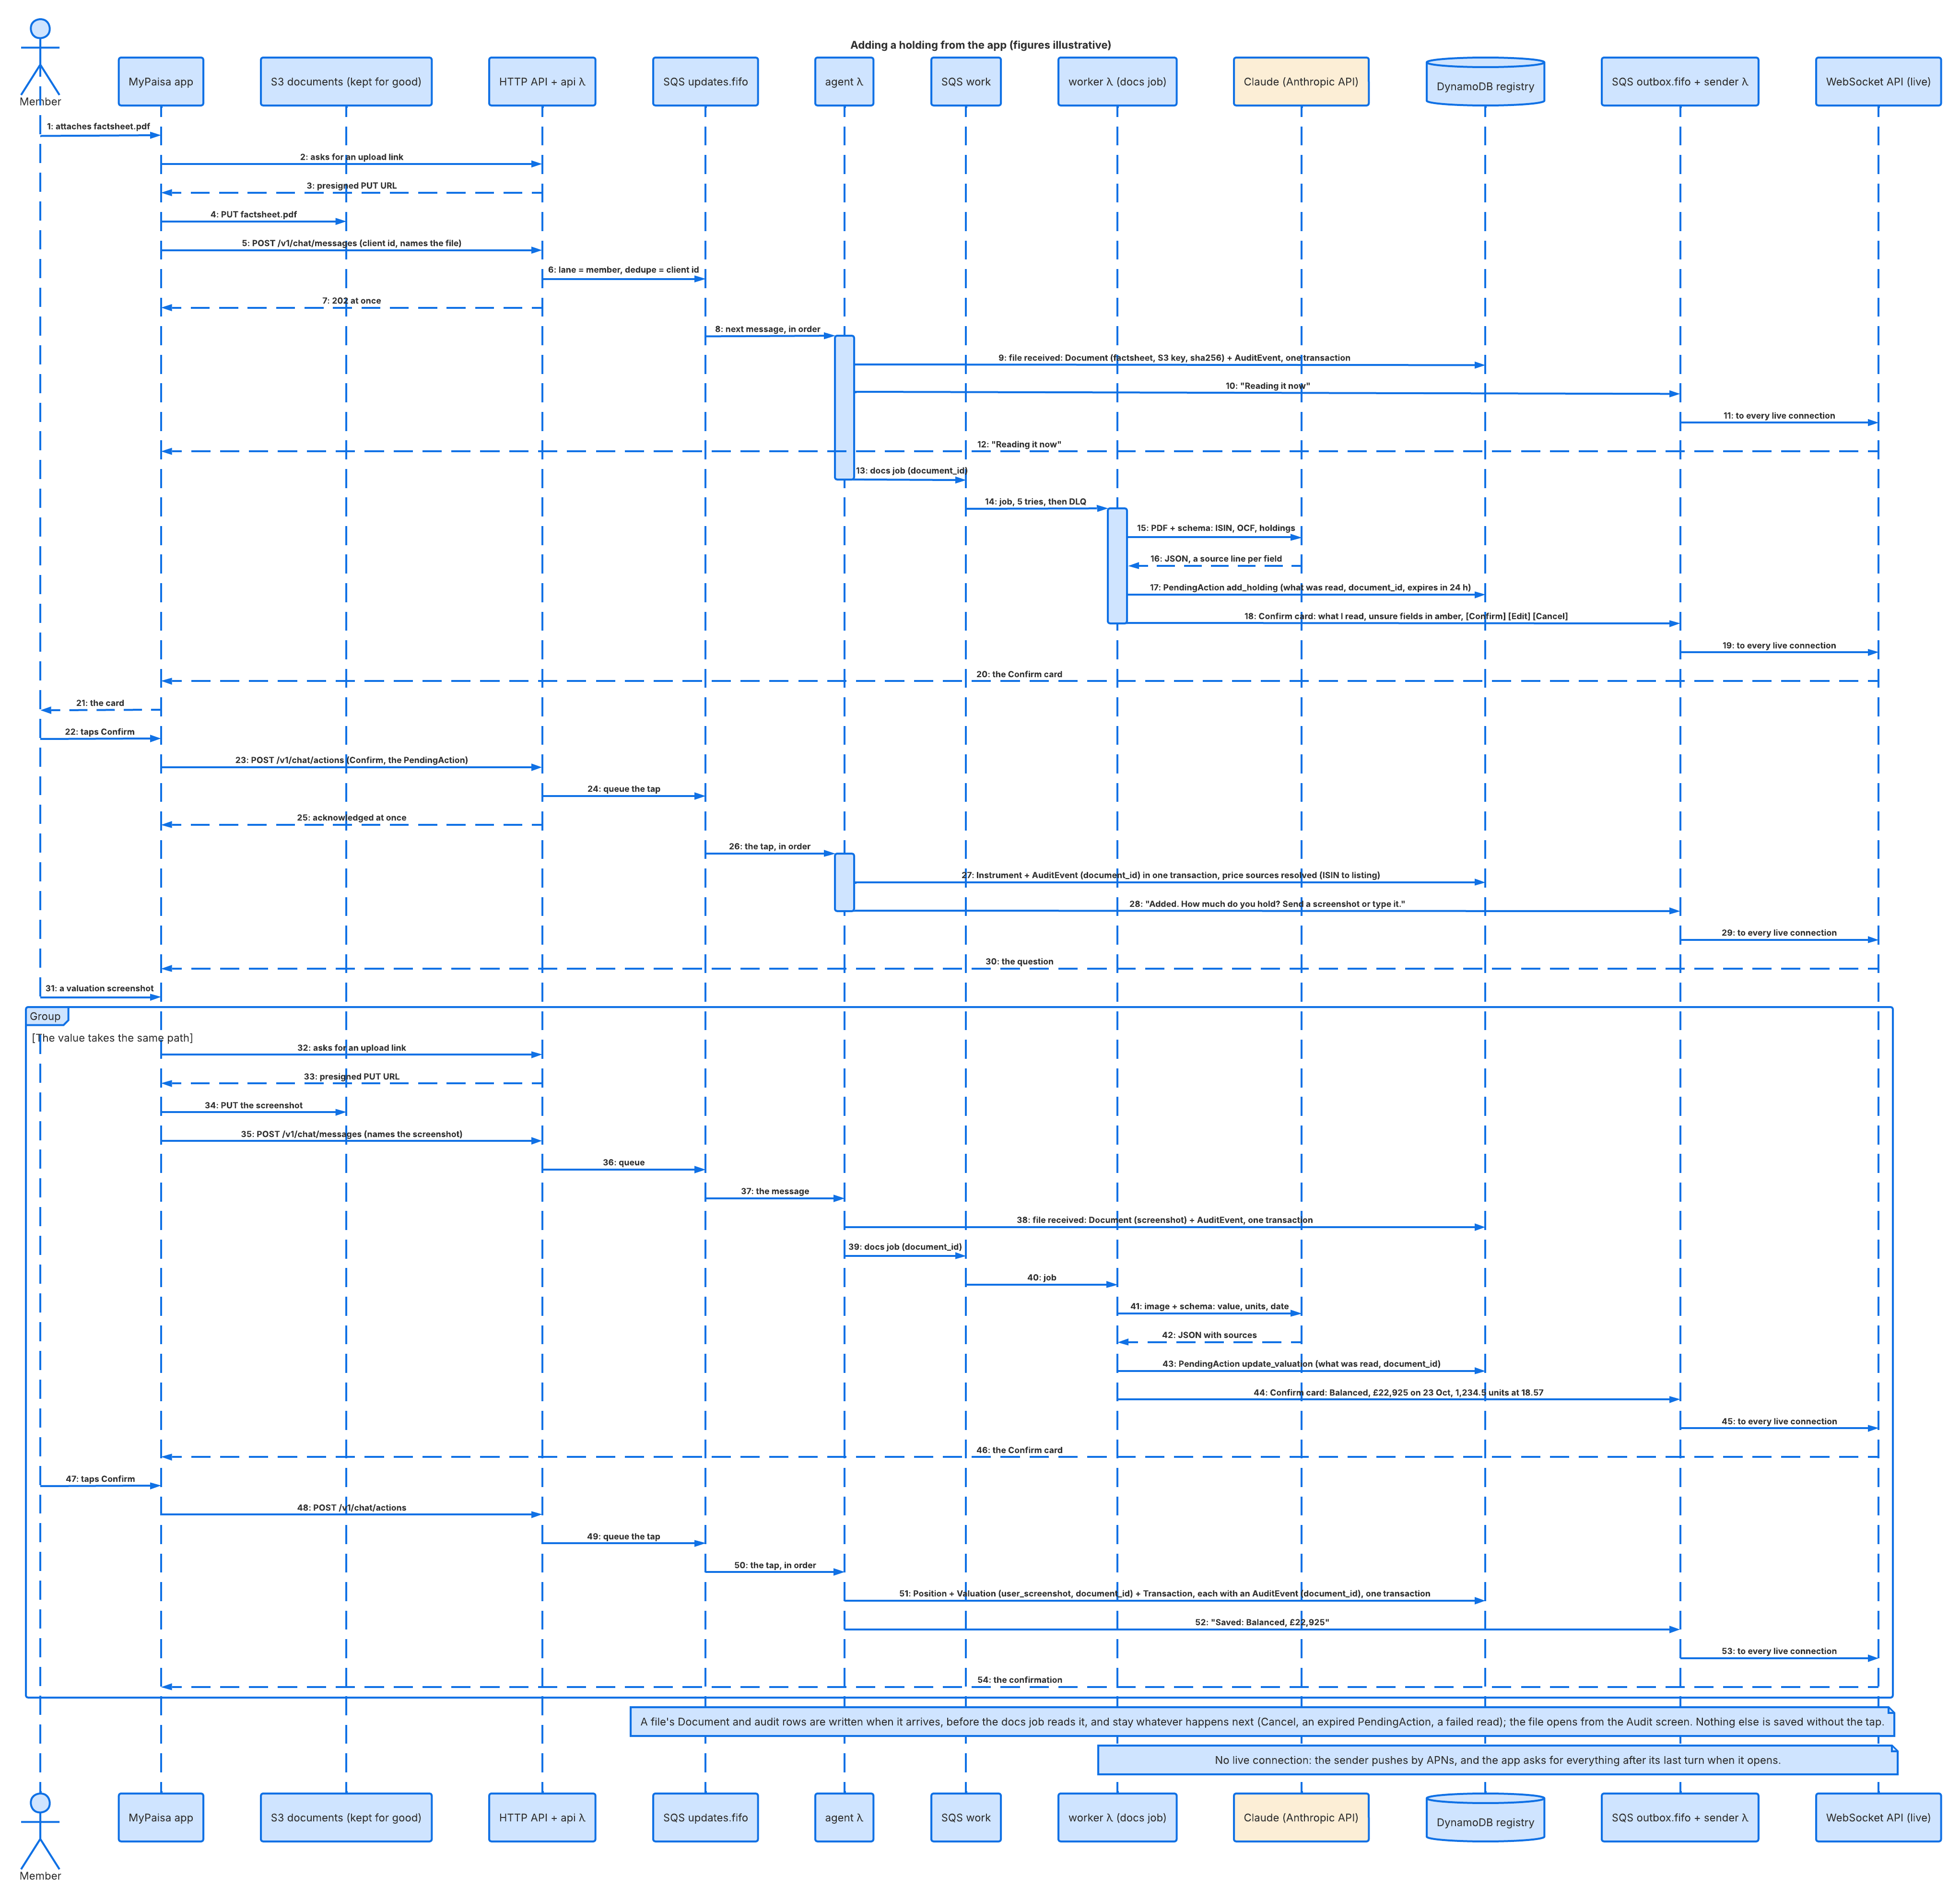 Adding a holding from the app (figures illustrative)
Member
MyPaisa app
S3 documents (kept for good)
HTTP API + api λ
SQS updates.fifo
agent λ
SQS work
worker λ (docs job)
Claude (Anthropic API)
DynamoDB registry
SQS outbox.fifo + sender λ
WebSocket API (live)
1: attaches factsheet.pdf
2: asks for an upload link
3: presigned PUT URL
4: PUT factsheet.pdf
5: POST /v1/chat/messages (client id, names the file)
6: lane = member, dedupe = client id
7: 202 at once
8: next message, in order
9: file received: Document (factsheet, S3 key, sha256) + AuditEvent, one transaction
10: "Reading it now"
11: to every live connection
12: "Reading it now"
13: docs job (document_id)
14: job, 5 tries, then DLQ
15: PDF + schema: ISIN, OCF, holdings
16: JSON, a source line per field
17: PendingAction add_holding (what was read, document_id, expires in 24 h)
18: Confirm card: what I read, unsure fields in amber, [Confirm] [Edit] [Cancel]
19: to every live connection
20: the Confirm card
21: the card
22: taps Confirm
23: POST /v1/chat/actions (Confirm, the PendingAction)
24: queue the tap
25: acknowledged at once
26: the tap, in order
27: Instrument + AuditEvent (document_id) in one transaction, price sources resolved (ISIN to listing)
28: "Added. How much do you hold? Send a screenshot or type it."
29: to every live connection
30: the question
31: a valuation screenshot
Group
[The value takes the same path]
32: asks for an upload link
33: presigned PUT URL
34: PUT the screenshot
35: POST /v1/chat/messages (names the screenshot)
36: queue
37: the message
38: file received: Document (screenshot) + AuditEvent, one transaction
39: docs job (document_id)
40: job
41: image + schema: value, units, date
42: JSON with sources
43: PendingAction update_valuation (what was read, document_id)
44: Confirm card: Balanced, £22,925 on 23 Oct, 1,234.5 units at 18.57
45: to every live connection
46: the Confirm card
47: taps Confirm
48: POST /v1/chat/actions
49: queue the tap
50: the tap, in order
51: Position + Valuation (user_screenshot, document_id) + Transaction, each with an AuditEvent (document_id), one transaction
52: "Saved: Balanced, £22,925"
53: to every live connection
54: the confirmation
A file's Document and audit rows are written when it arrives, before the docs job reads it, and stay whatever happens next (Cancel, an expired PendingAction, a failed read); the file opens from the Audit screen. Nothing else is saved without the tap.
No live connection: the sender pushes by APNs, and the app asks for everything after its last turn when it opens.
Member
MyPaisa app
S3 documents (kept for good)
HTTP API + api λ
SQS updates.fifo
agent λ
SQS work
worker λ (docs job)
Claude (Anthropic API)
DynamoDB registry
SQS outbox.fifo + sender λ
WebSocket API (live)